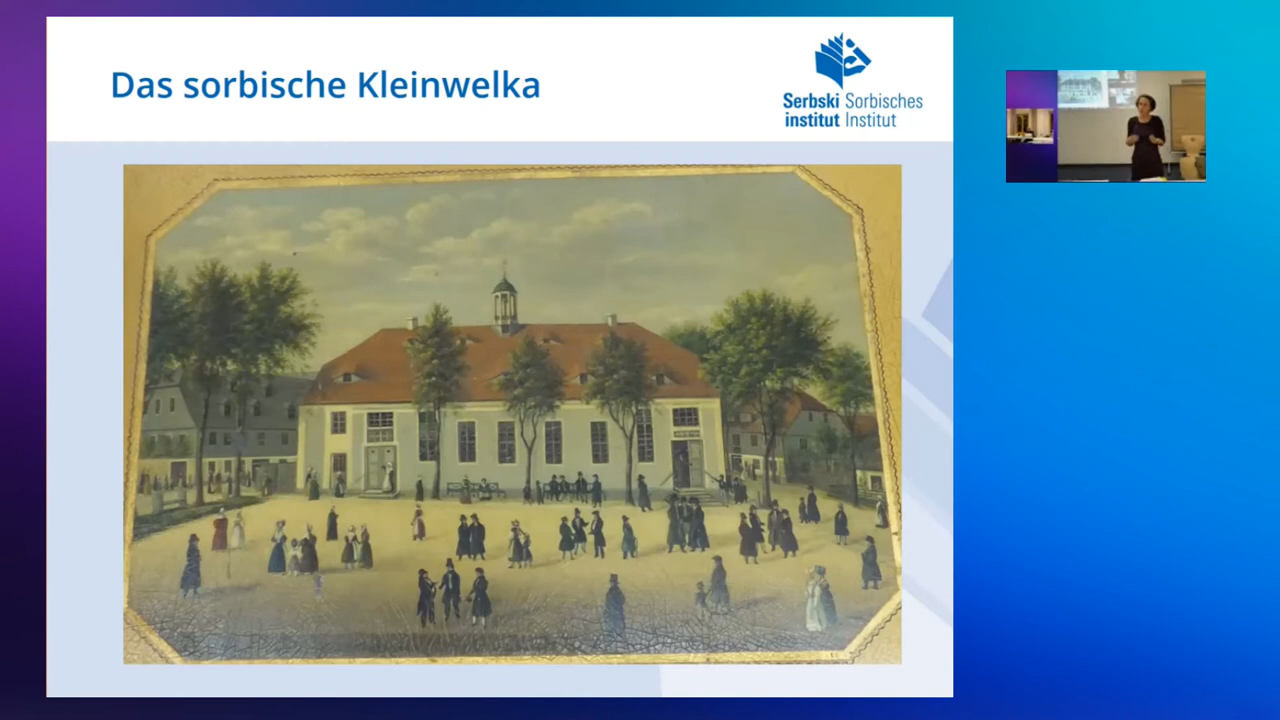 Das sorbische Kleinwelka
Serbski Sorbisches
institut Institut